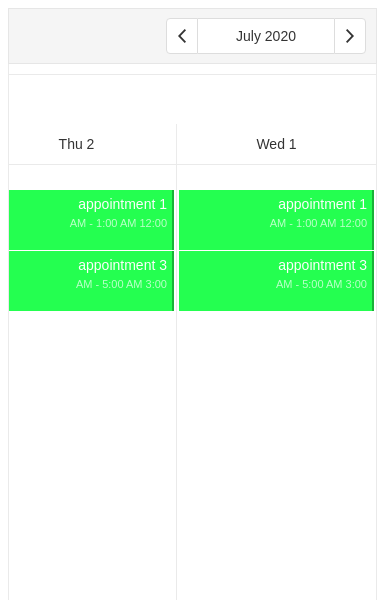 July 2020
Wed 1
Thu 2
appointment 1
AM - 1:00 AM 12:00
appointment 3
AM - 5:00 AM 3:00
appointment 1
AM - 1:00 AM 12:00
appointment 3
AM - 5:00 AM 3:00